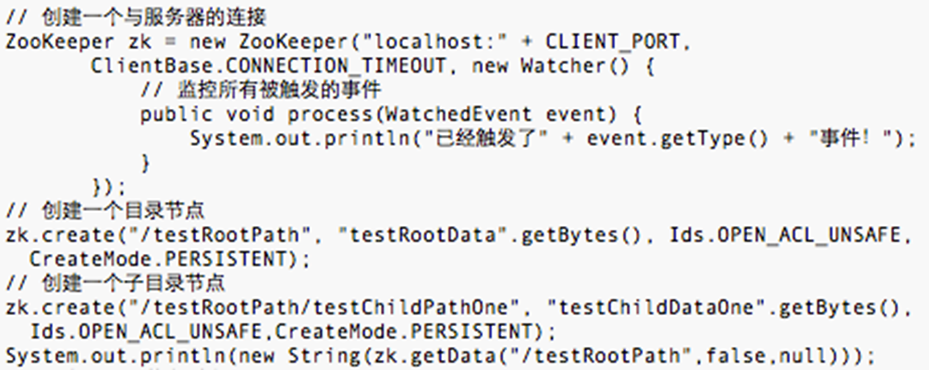 // 创建一个与服务器的连接
ZooKeeper zk = new ZooKeeper("localhost:" + CLIENT_PORT,
        ClientBase.CONNECTION_TIMEOUT, new Watcher() {
            // 监控所有被触发的事件
            public void process(WatchedEvent event) {
                System.out.println("已经触发了" + event.getType() + "事件! ");
            }
        });
// 创建一个目录节点
zk.create("/testRootPath", "testRootData".getBytes(), Ids.OPEN_ACL_UNSAFE,
  CreateMode.PERSISTENT);
// 创建一个子目录节点
zk.create("/testRootPath/testChildPathOne", "testChildDataOne".getBytes(),
  Ids.OPEN_ACL_UNSAFE,CreateMode.PERSISTENT);
System.out.println(new String(zk.getData("/testRootPath",false,null)));